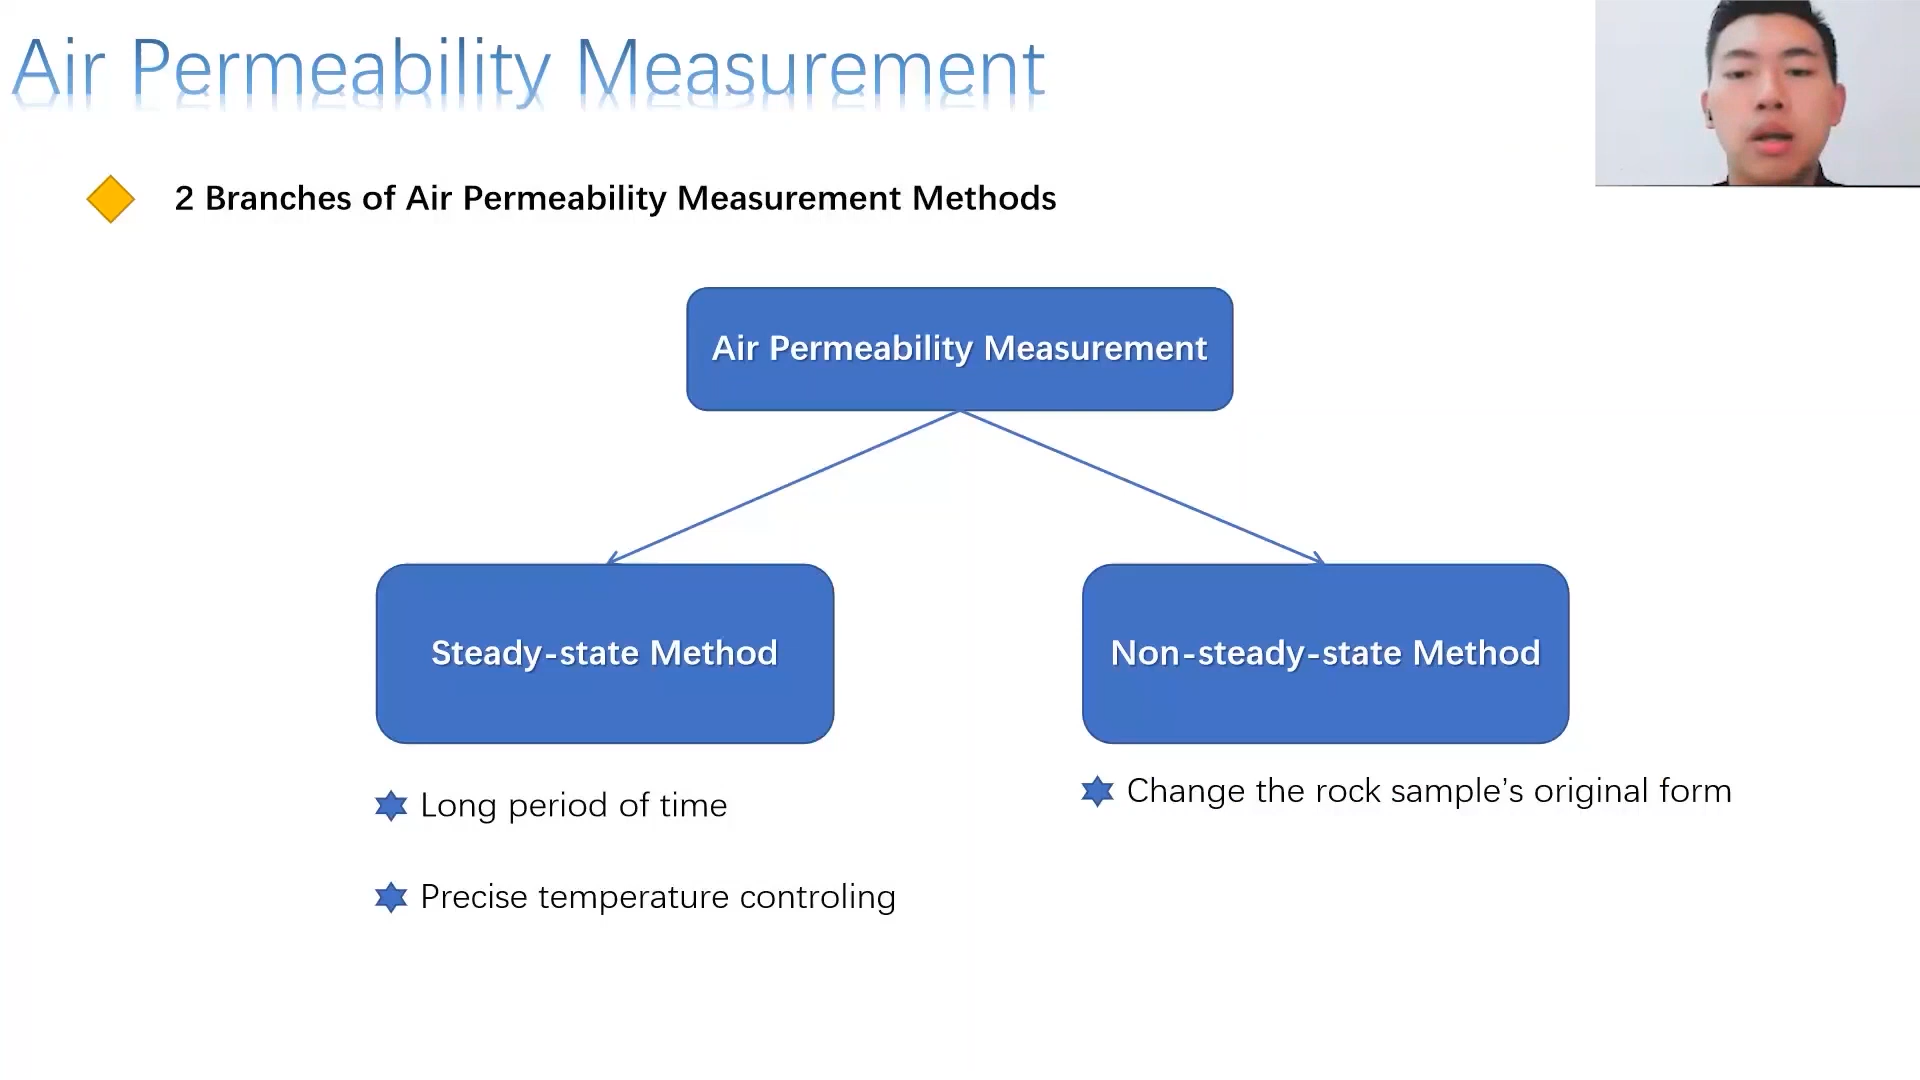 Air Permeability Measurement
2 Branches of Air Permeability Measurement Methods
Air Permeability Measurement
Steady-state Method
Non-steady-state Method
Long period of time
Precise temperature controling
Change the rock sample’s original form